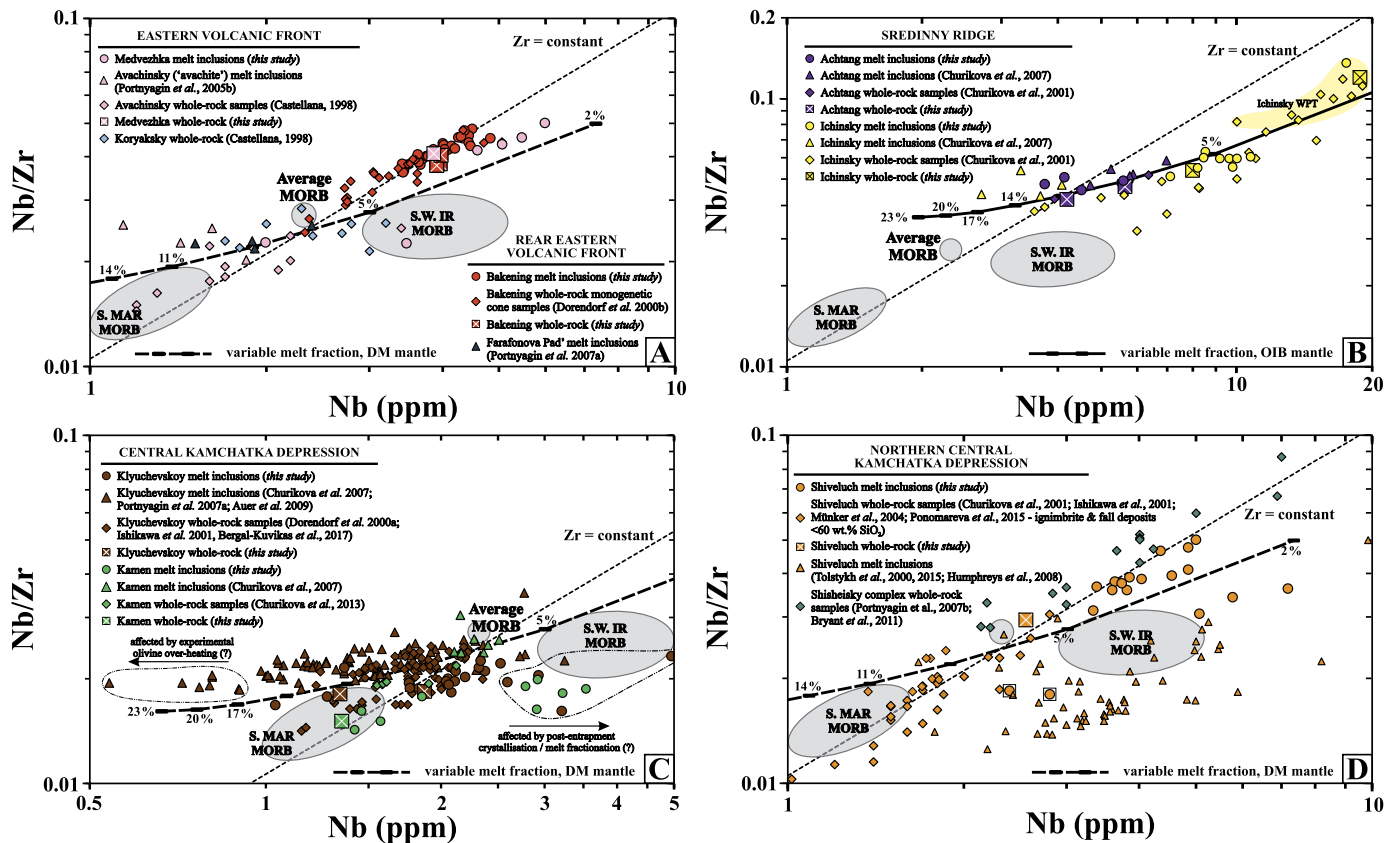 0.1
0.01
Nb/Zr
EASTERN VOLCANIC FRONT
Medvezhka melt inclusions (this study)
Avachinsky ('avachite') melt inclusions
(Portnyagin et al., 2005b)
Avachinsky whole-rock samples (Castellana, 1998)
Medvezhka whole-rock (this study)
Koryaksky whole-rock (Castellana, 1998)
Zr = constant
2%
Average
MORB
5%
S.W. IR
MORB
14%
11%
S. MAR
MORB
REAR EASTERN
VOLCANIC FRONT
Bakening melt inclusions (this study)
Bakening whole-rock monogenetic
cone samples (Dorendorf et al. 2000b)
Bakening whole-rock (this study)
Farafonova Pad' melt inclusions
(Portnyagin et al. 2007a)
variable melt fraction, DM mantle
A
1
10
Nb (ppm)
0.2
0.1
0.01
Nb/Zr
SREDINNY RIDGE
Achtang melt inclusions (this study)
Achtang melt inclusions (Churikova et al., 2007)
Achtang whole-rock samples (Churikova et al., 2001)
Achtang whole-rock (this study)
Ichinsky melt inclusions (this study)
Ichinsky melt inclusions (Churikova et al., 2007)
Ichinsky whole-rock samples (Churikova et al., 2001)
Ichinsky whole-rock (this study)
Zr = constant
Ichinsky WPT
5%
14%
17%
20%
23%
Average
MORB
S.W. IR
MORB
S. MAR
MORB
variable melt fraction, OIB mantle
B
1
10
20
Nb (ppm)
0.1
0.01
Nb/Zr
CENTRAL KAMCHATKA DEPRESSION
Klyuchevskoy melt inclusions (this study)
Klyuchevskoy melt inclusions (Churikova et al. 2007;
Portnyagin et al. 2007a; Auer et al. 2009)
Klyuchevskoy whole-rock samples (Dorendorf et al. 2000a;
Ishikawa et al. 2001, Bergal-Kuvikas et al., 2017)
Klyuchevskoy whole-rock (this study)
Kamen melt inclusions (this study)
Kamen melt inclusions (Churikova et al., 2007)
Kamen whole-rock samples (Churikova et al., 2013)
Kamen whole-rock (this study)
Zr = constant
Average
MORB
5%
S.W. IR
MORB
affected by experimental
olivine over-heating (?)
23%
20%
17%
S. MAR
MORB
affected by post-entrapment
crystallisation / melt fractionation (?)
variable melt fraction, DM mantle
C
0.5
1
2
3
4
5
Nb (ppm)
0.1
0.01
Nb/Zr
NORTHERN CENTRAL
KAMCHATKA DEPRESSION
Shiveluch melt inclusions (this study)
Shiveluch whole-rock samples (Churikova et al., 2001; Ishikawa et al., 2001;
Münker et al., 2004; Ponomareva et al., 2015 - ignimbrite & fall deposits
<60 wt.% SiO₂)
Shiveluch whole-rock (this study)
Shiveluch melt inclusions
(Tolstykh et al., 2000, 2015; Humphreys et al., 2008)
Shisheisky complex whole-rock
samples (Portnyagin et al., 2007b;
Bryant et al., 2011)
Zr = constant
2%
5%
S.W. IR
MORB
14%
11%
S. MAR
MORB
variable melt fraction, DM mantle
D
1
10
Nb (ppm)